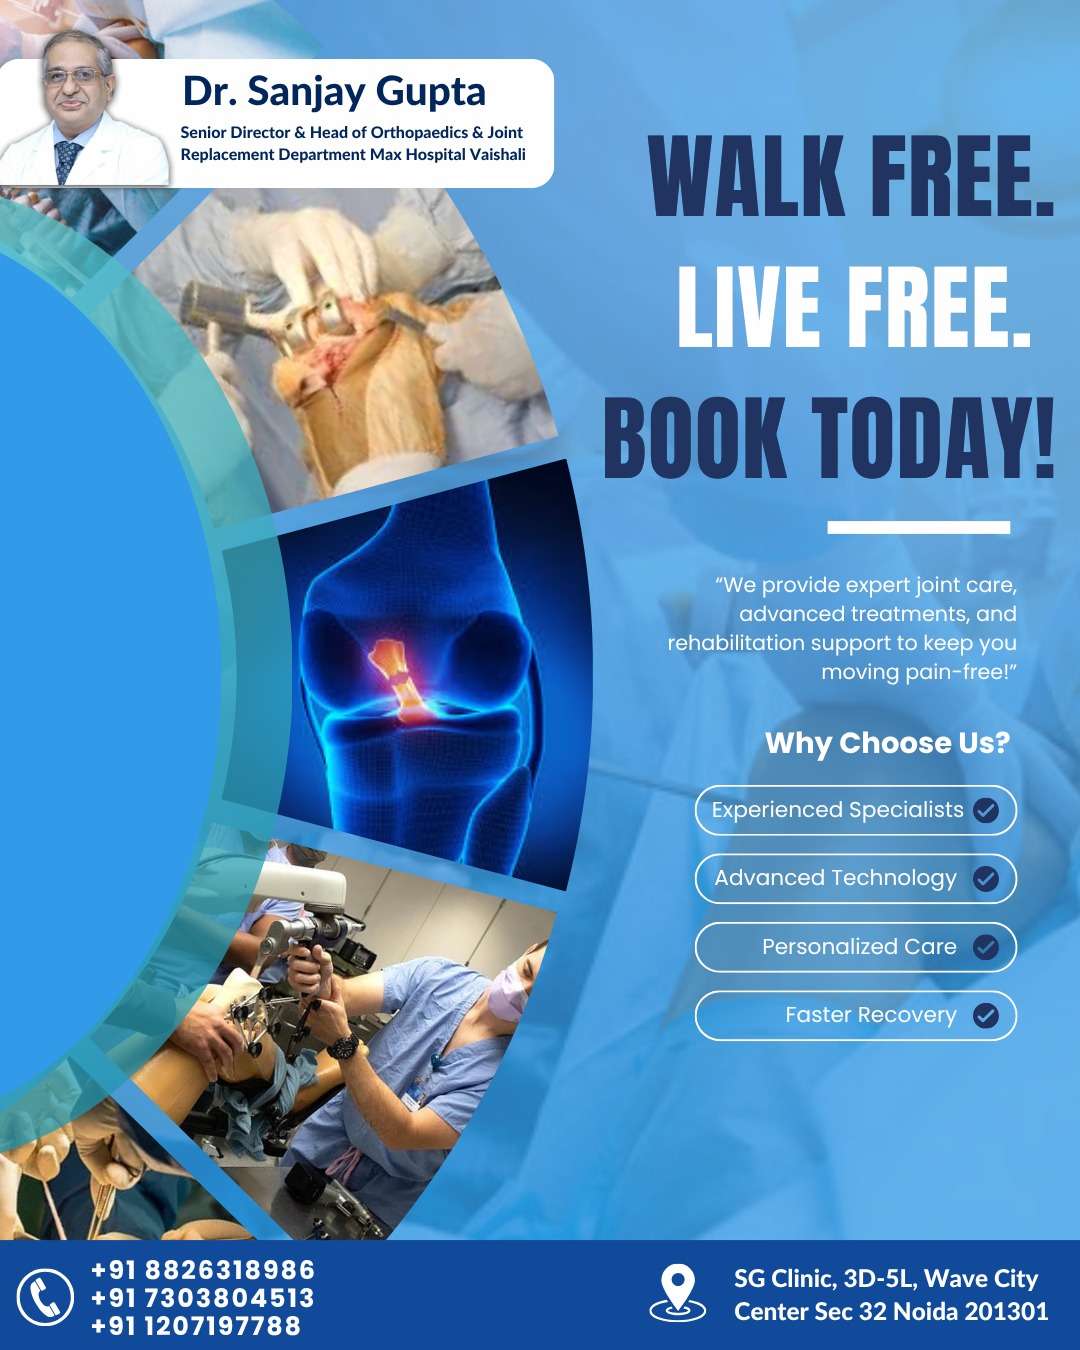 Dr. Sanjay Gupta
Senior Director & Head of Orthopaedics & Joint
Replacement Department Max Hospital Vaishali
WALK FREE.
LIVE FREE.
BOOK TODAY!
“We provide expert joint care,
advanced treatments, and
rehabilitation support to keep you
moving pain-free!”
Why Choose Us?
Experienced Specialists
Advanced Technology
Personalized Care
Faster Recovery
+91 8826318986
+91 7303804513
+91 1207197788
SG Clinic, 3D-5L, Wave City
Center Sec 32 Noida 201301